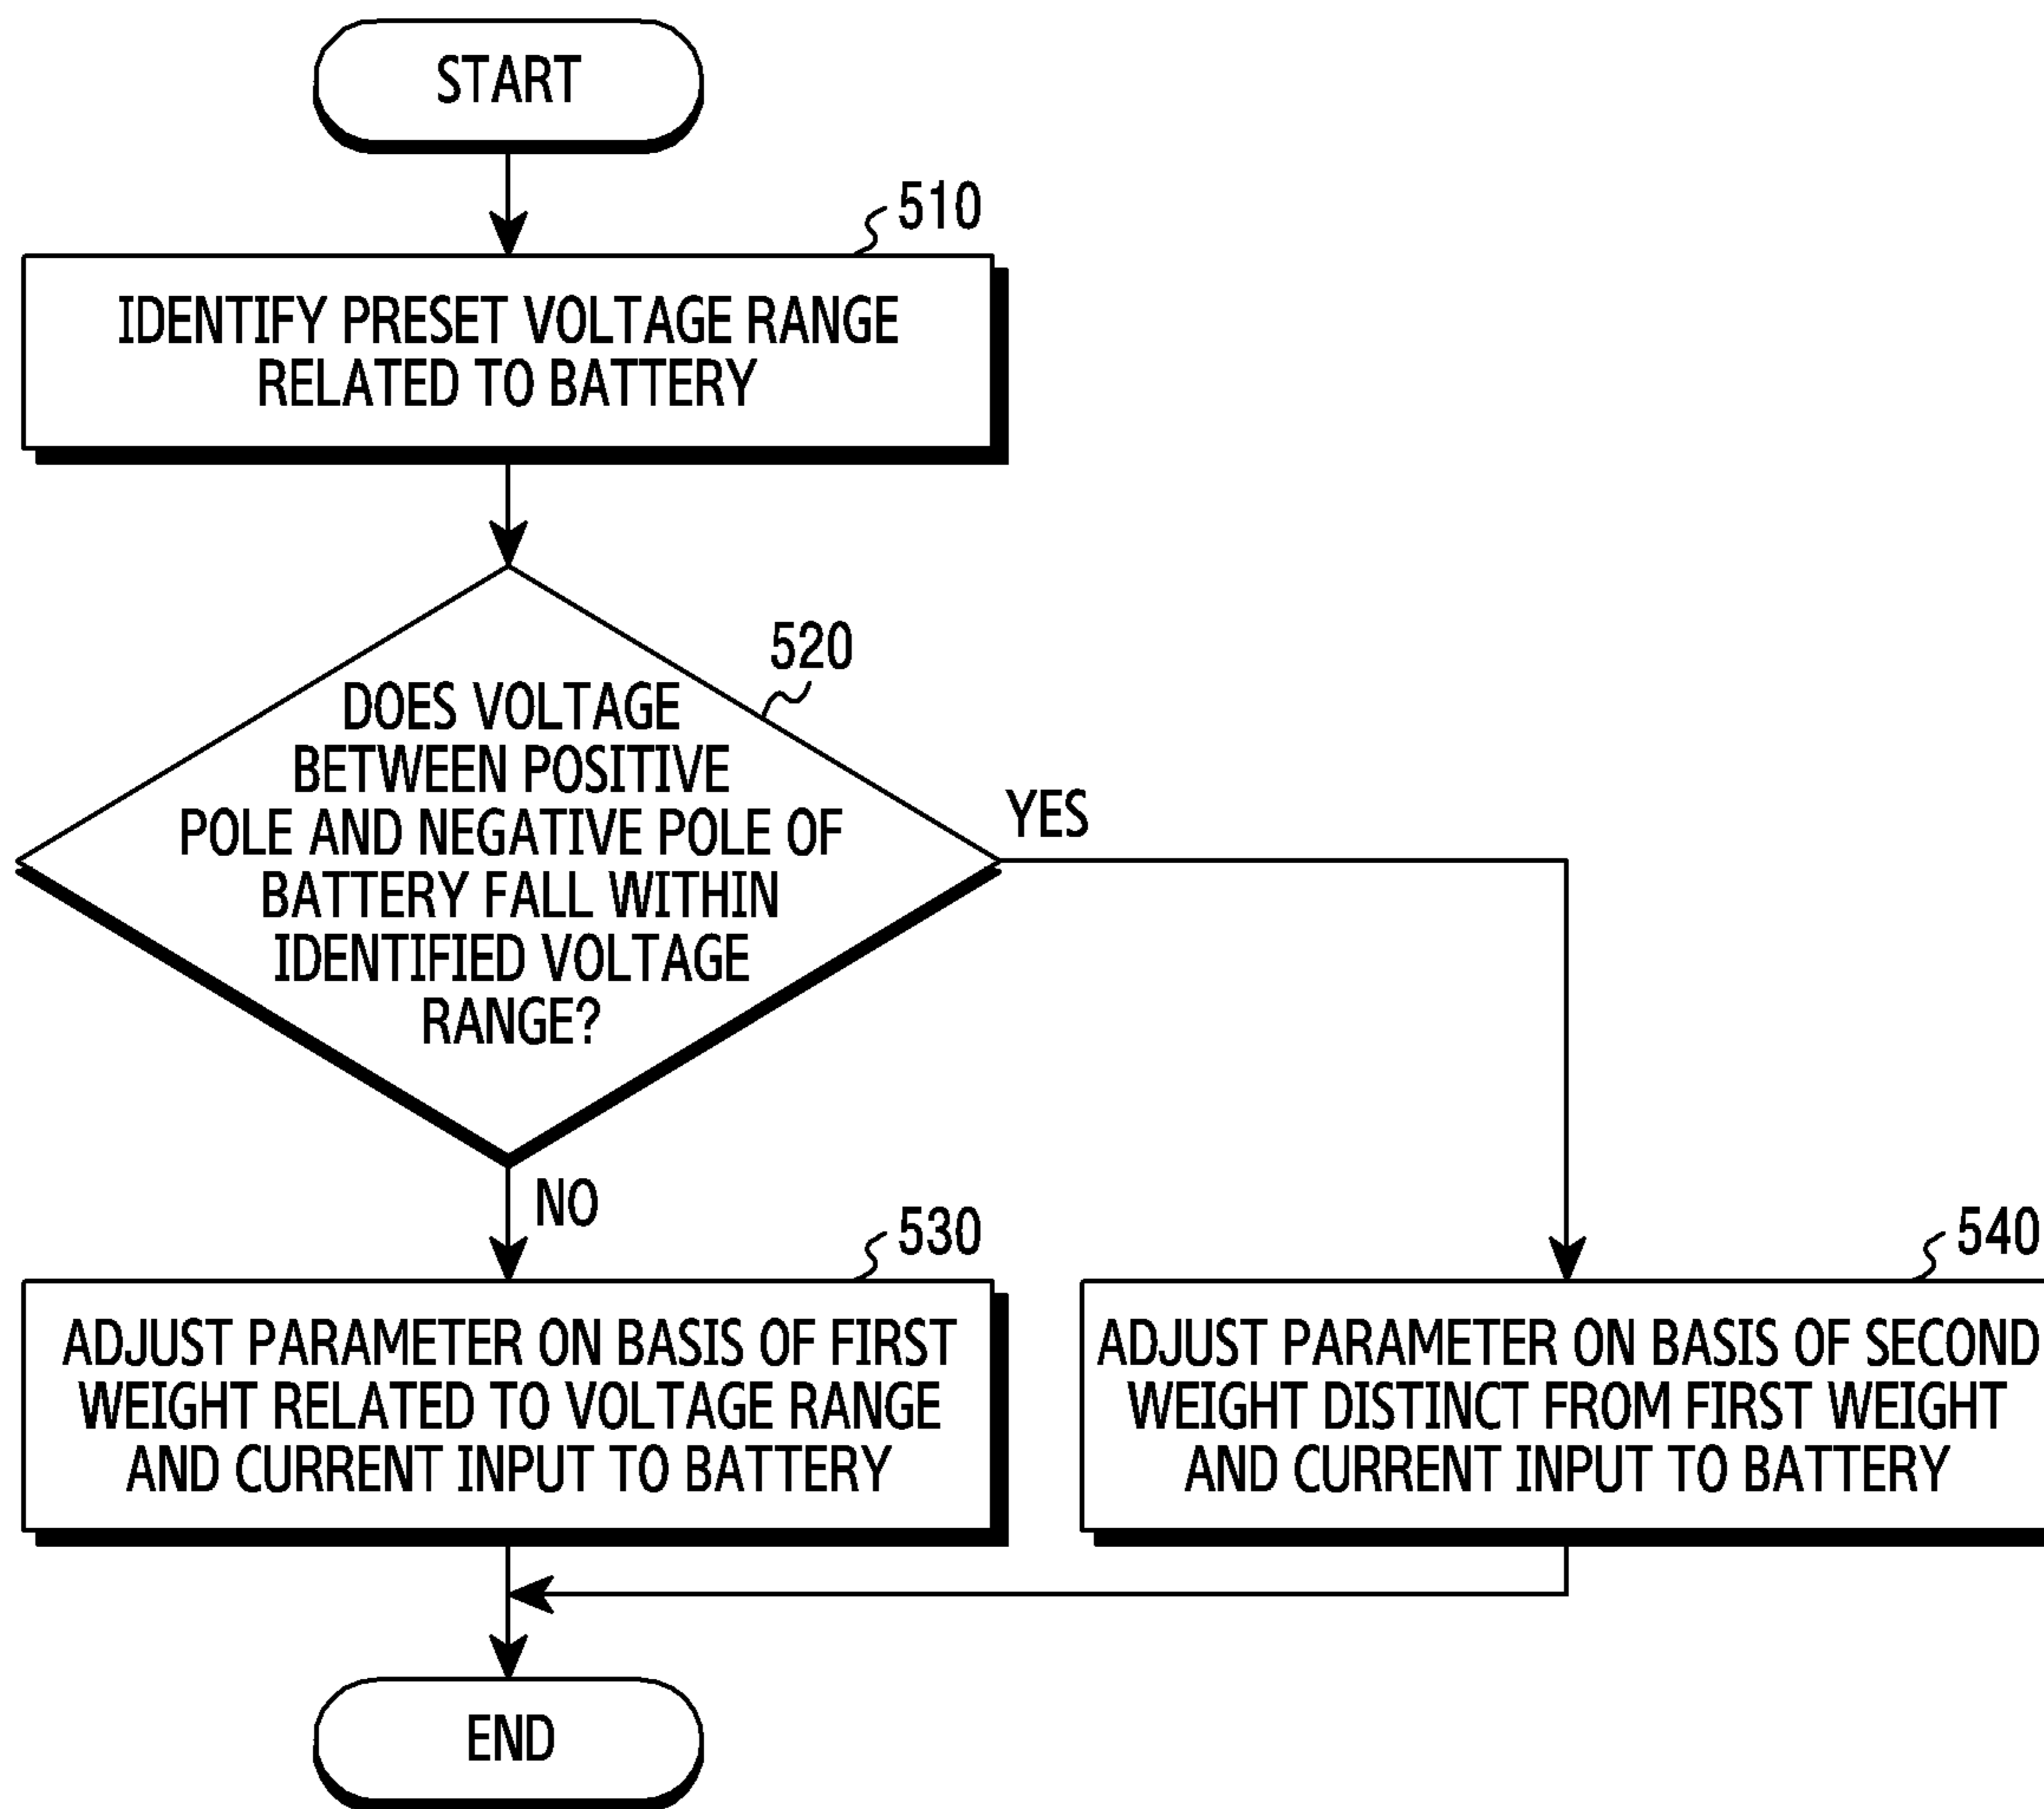 START
510
IDENTIFY PRESET VOLTAGE RANGE
RELATED TO BATTERY
520
DOES VOLTAGE
BETWEEN POSITIVE
POLE AND NEGATIVE POLE OF
BATTERY FALL WITHIN
IDENTIFIED VOLTAGE
RANGE?
YES
NO
530
ADJUST PARAMETER ON BASIS OF FIRST
WEIGHT RELATED TO VOLTAGE RANGE
AND CURRENT INPUT TO BATTERY
540
ADJUST PARAMETER ON BASIS OF SECOND
WEIGHT DISTINCT FROM FIRST WEIGHT
AND CURRENT INPUT TO BATTERY
END